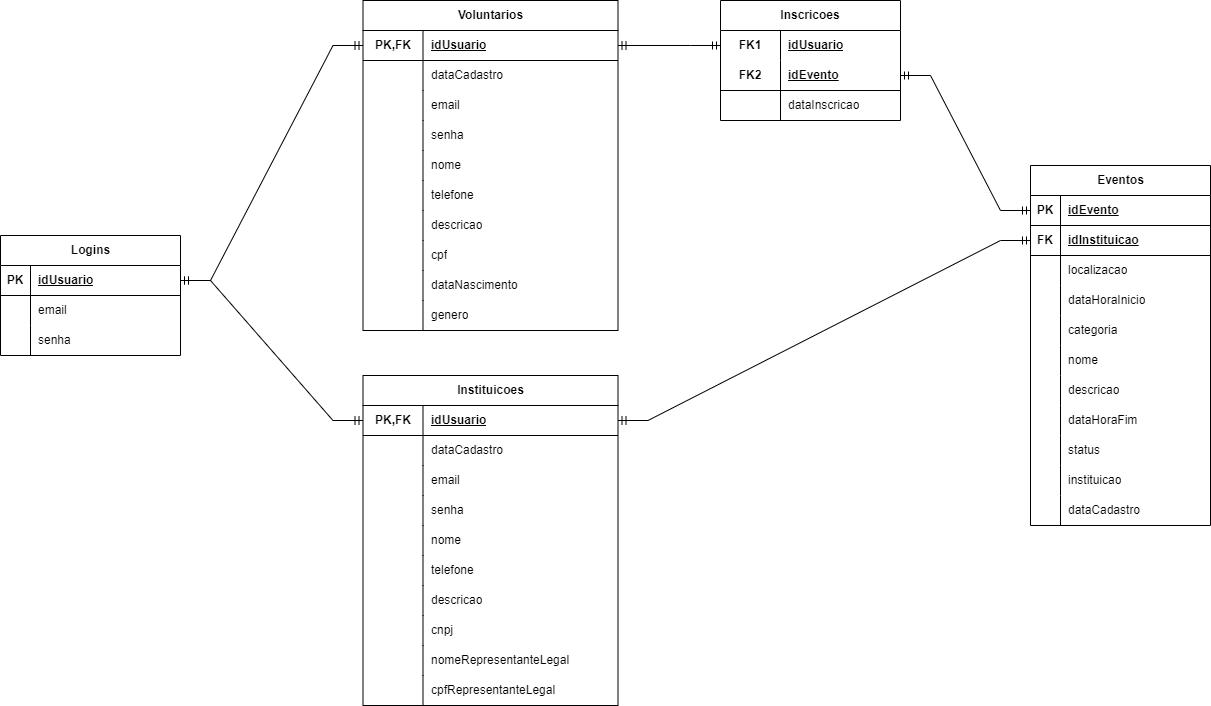 Voluntarios
PK,FK idUsuario
dataCadastro
email
senha
nome
telefone
descricao
cpf
dataNascimento
genero
Inscricoes
FK1 idUsuario
FK2 idEvento
dataInscricao
Eventos
PK idEvento
FK idInstituicao
localizacao
dataHoraInicio
categoria
nome
descricao
dataHoraFim
status
instituicao
dataCadastro
Logins
PK idUsuario
email
senha
Instituicoes
PK,FK idUsuario
dataCadastro
email
senha
nome
telefone
descricao
cnpj
nomeRepresentanteLegal
cpfRepresentanteLegal